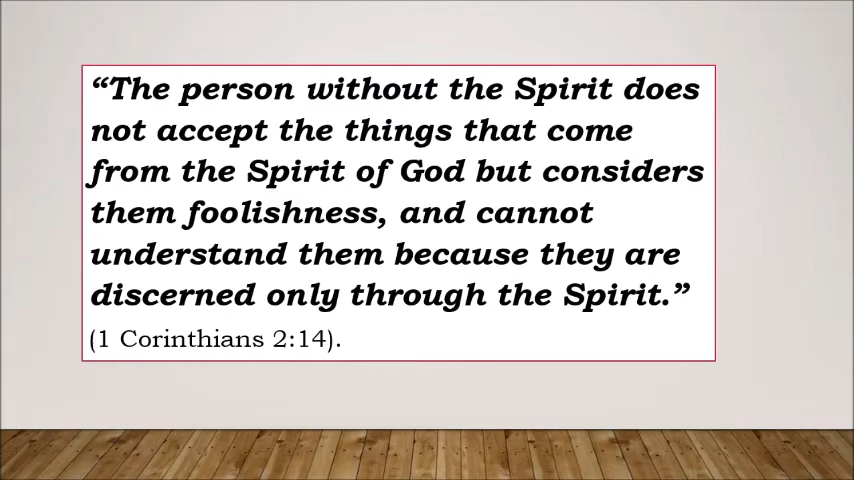 “The person without the Spirit does
not accept the things that come
from the Spirit of God but considers
them foolishness, and cannot
understand them because they are
discerned only through the Spirit.”
(1 Corinthians 2:14).